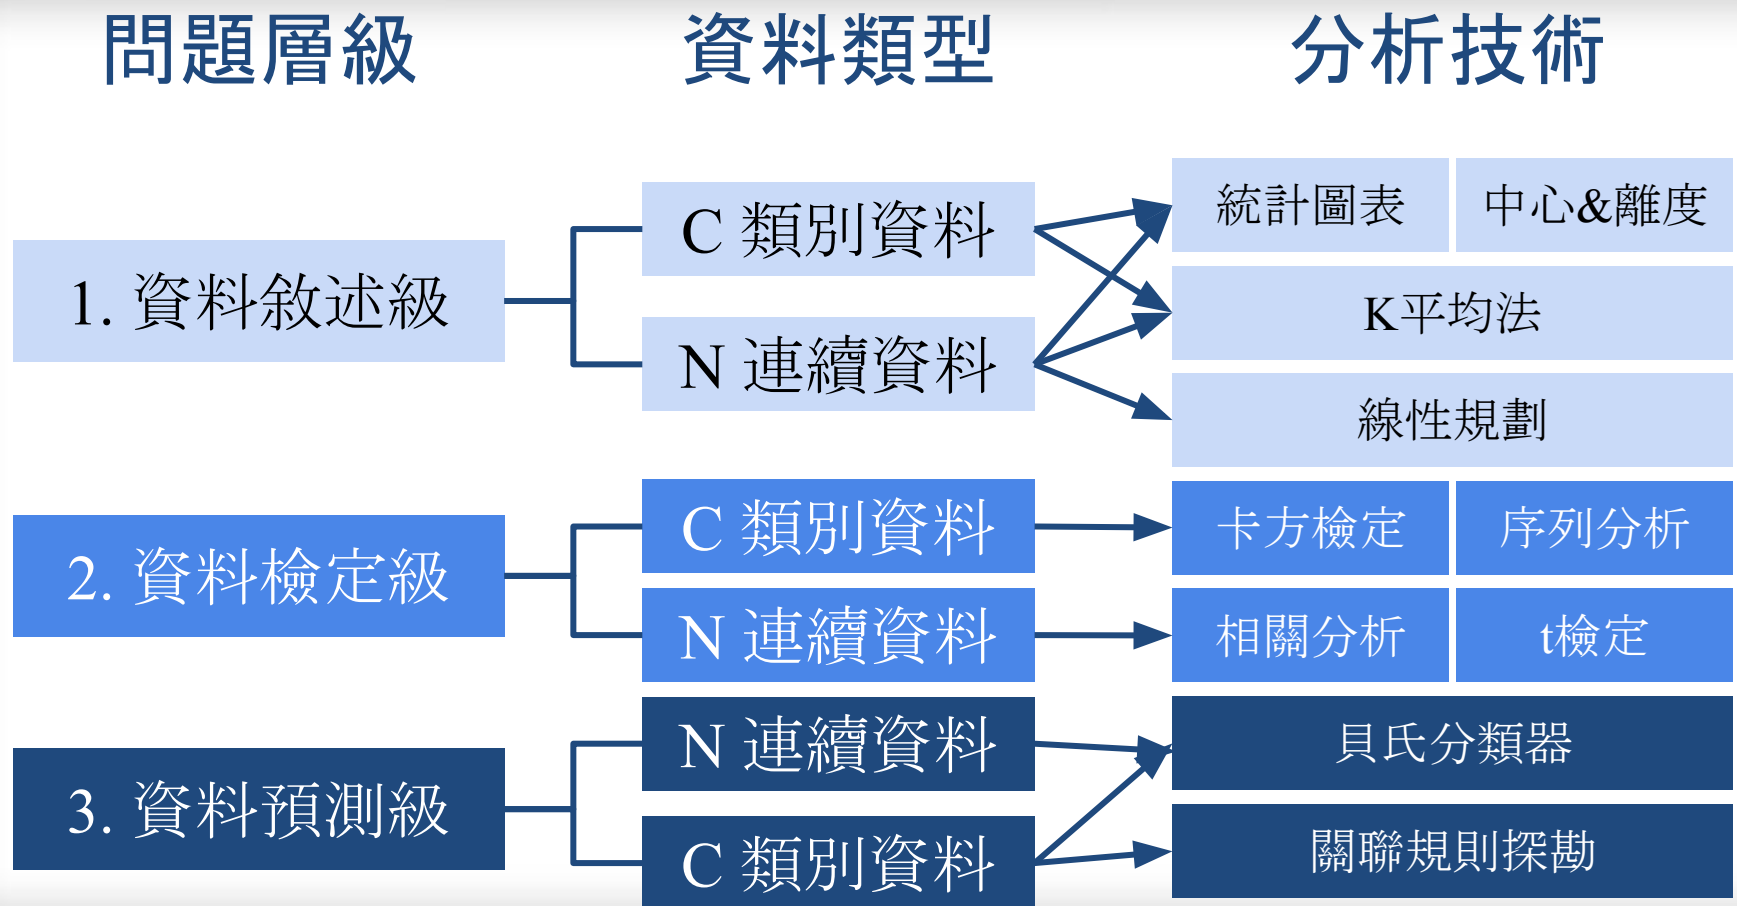 問題層級
資料類型
分析技術
1. 資料敘述級
C 類別資料
N 連續資料
統計圖表
中心&離度
K平均法
線性規劃
2. 資料檢定級
C 類別資料
N 連續資料
卡方檢定
序列分析
相關分析
t檢定
3. 資料預測級
N 連續資料
C 類別資料
貝氏分類器
關聯規則探勘